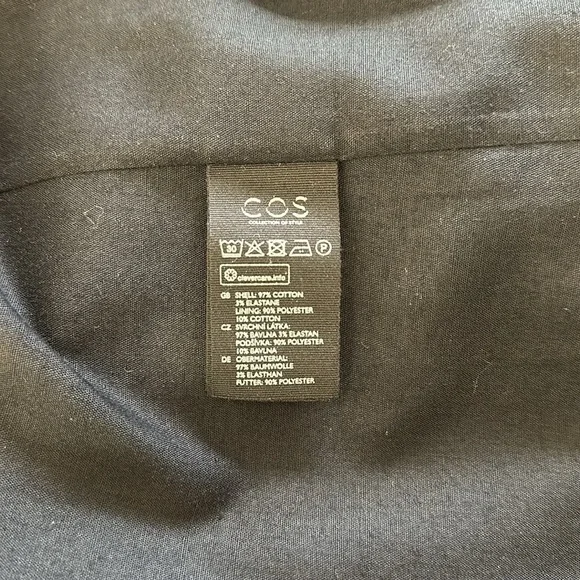 COS
COLLECTION OF STYLE
30 P
clevercare.info
GB SHELL: 97% COTTON
3% ELASTANE
LINING: 90% POLYESTER
10% COTTON
CZ SVRCHNÍ LÁTKA:
97% BAVLNA 3% ELASTAN
PODŠÍVKA: 90% POLYESTER
10% BAVLNA
DE OBERMATERIAL:
97% BAUMWOLLE
3% ELASTHAN
FUTTER: 90% POLYESTER